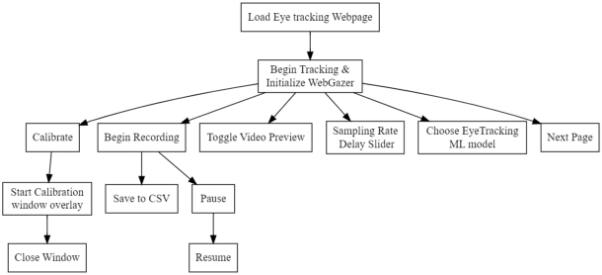 Load Eye tracking Webpage
Begin Tracking &
Initialize WebGazer
Calibrate
Begin Recording
Toggle Video Preview
Sampling Rate
Delay Slider
Choose EyeTracking
ML model
Next Page
Start Calibration
window overlay
Save to CSV
Pause
Close Window
Resume